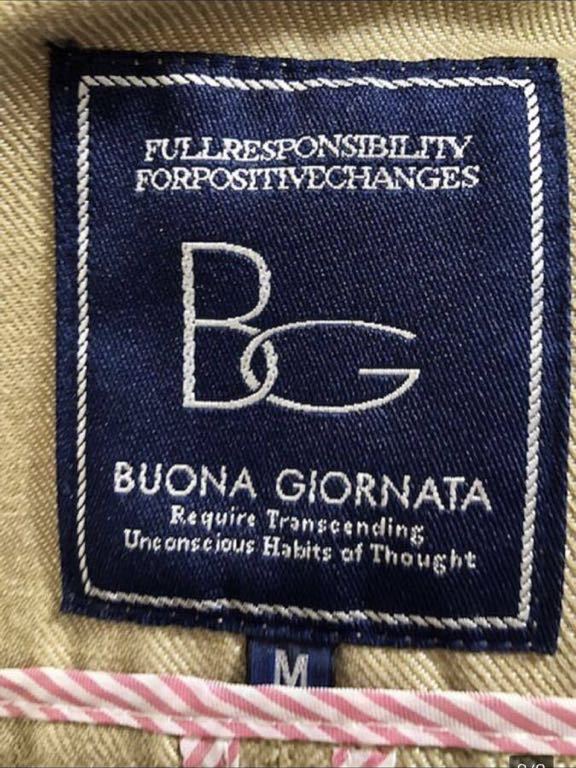 FULLRESPONSIBILITY
FORPOSITIVECHANGES
BG
BUONA GIORNATA
Require Transcending
Unconscious Habits of Thought
M